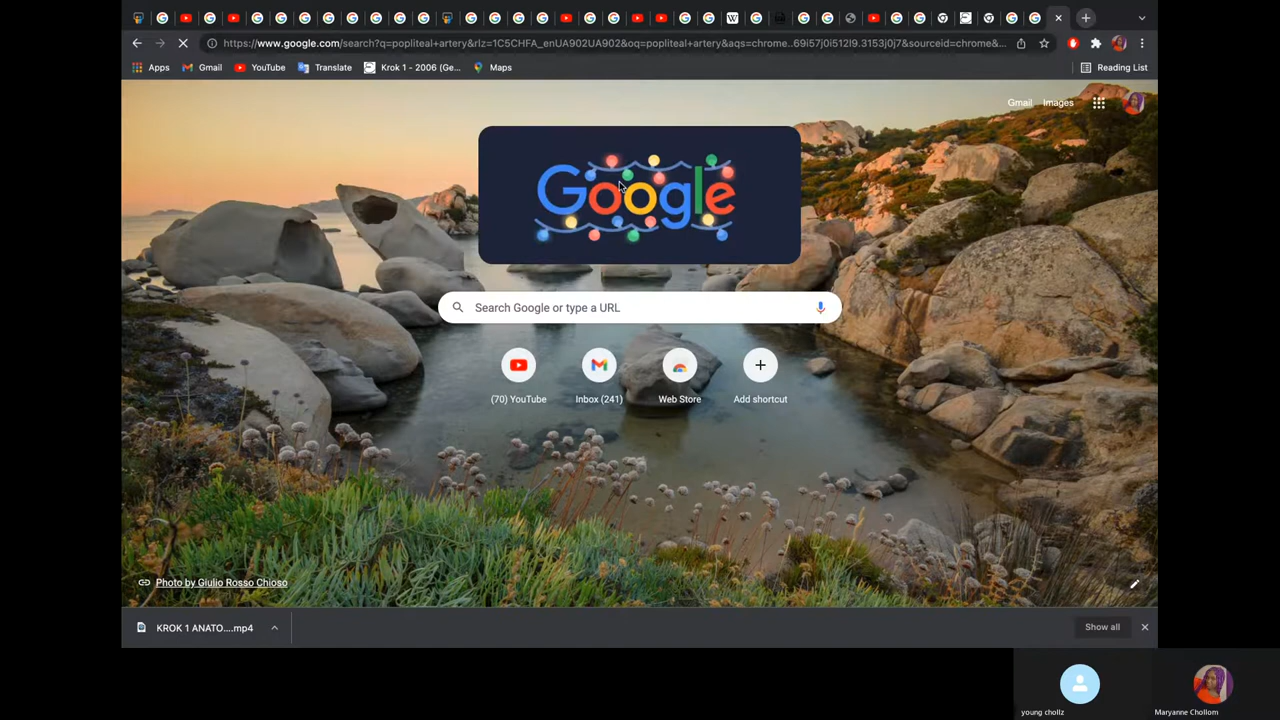 https://www.google.com/search?q=popliteal+artery&rlz=1C5CHFA_enUA902UA902&oq=popliteal+artery&aqs=chrome..69i57j0i512l9.3153j0j7&sourceid=chrome&...
Apps Gmail YouTube Translate Krok 1 - 2006 (Ge... Maps Reading List
Gmail Images
Google
Search Google or type a URL
(70) YouTube Inbox (241) Web Store Add shortcut
Photo by Giulio Rosso Chioso
KROK 1 ANATO....mp4 Show all
young chollz Maryanne Chollom